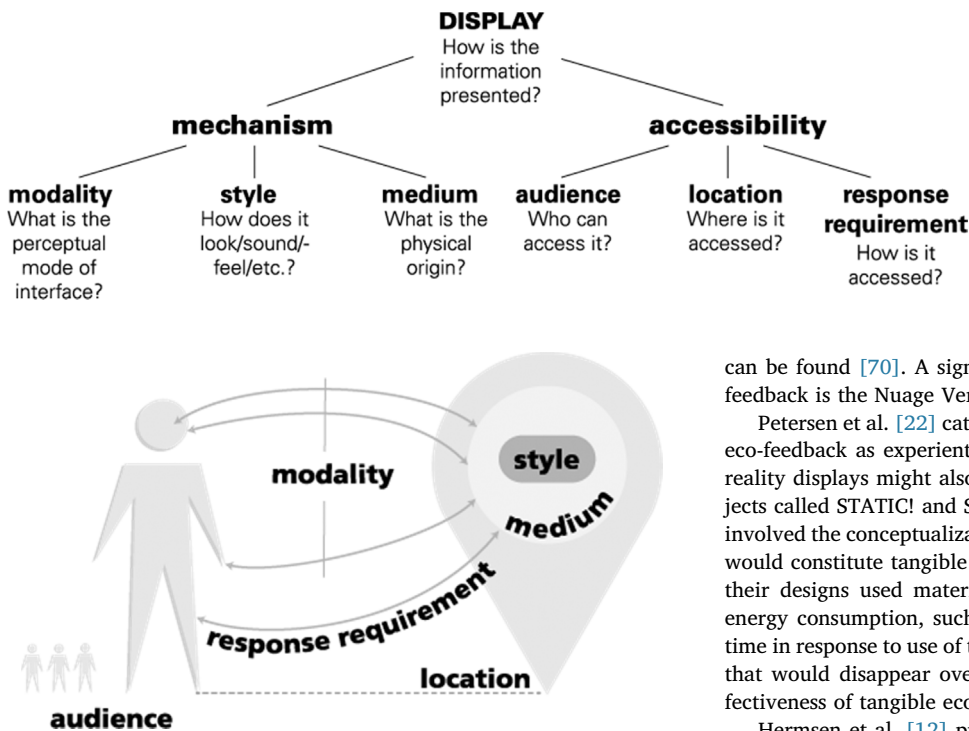 DISPLAY
How is the
information
presented?
mechanism
accessibility
modality
What is the
perceptual
mode of
interface?
style
How does it
look/sound/-
feel/etc.?
medium
What is the
physical
origin?
audience
Who can
access it?
location
Where is it
accessed?
response
requirement
How is it
accessed?
modality
style
medium
response requirement
location
audience
can be found [70]. A sign
feedback is the Nuage Ver
Petersen et al. [22] cat
eco-feedback as experient
reality displays might also
jects called STATIC! and S
involved the conceptualiza
would constitute tangible
their designs used mater
energy consumption, such
time in response to use of t
that would disappear ove
fectiveness of tangible eco
Hermsen et al. [12] pr